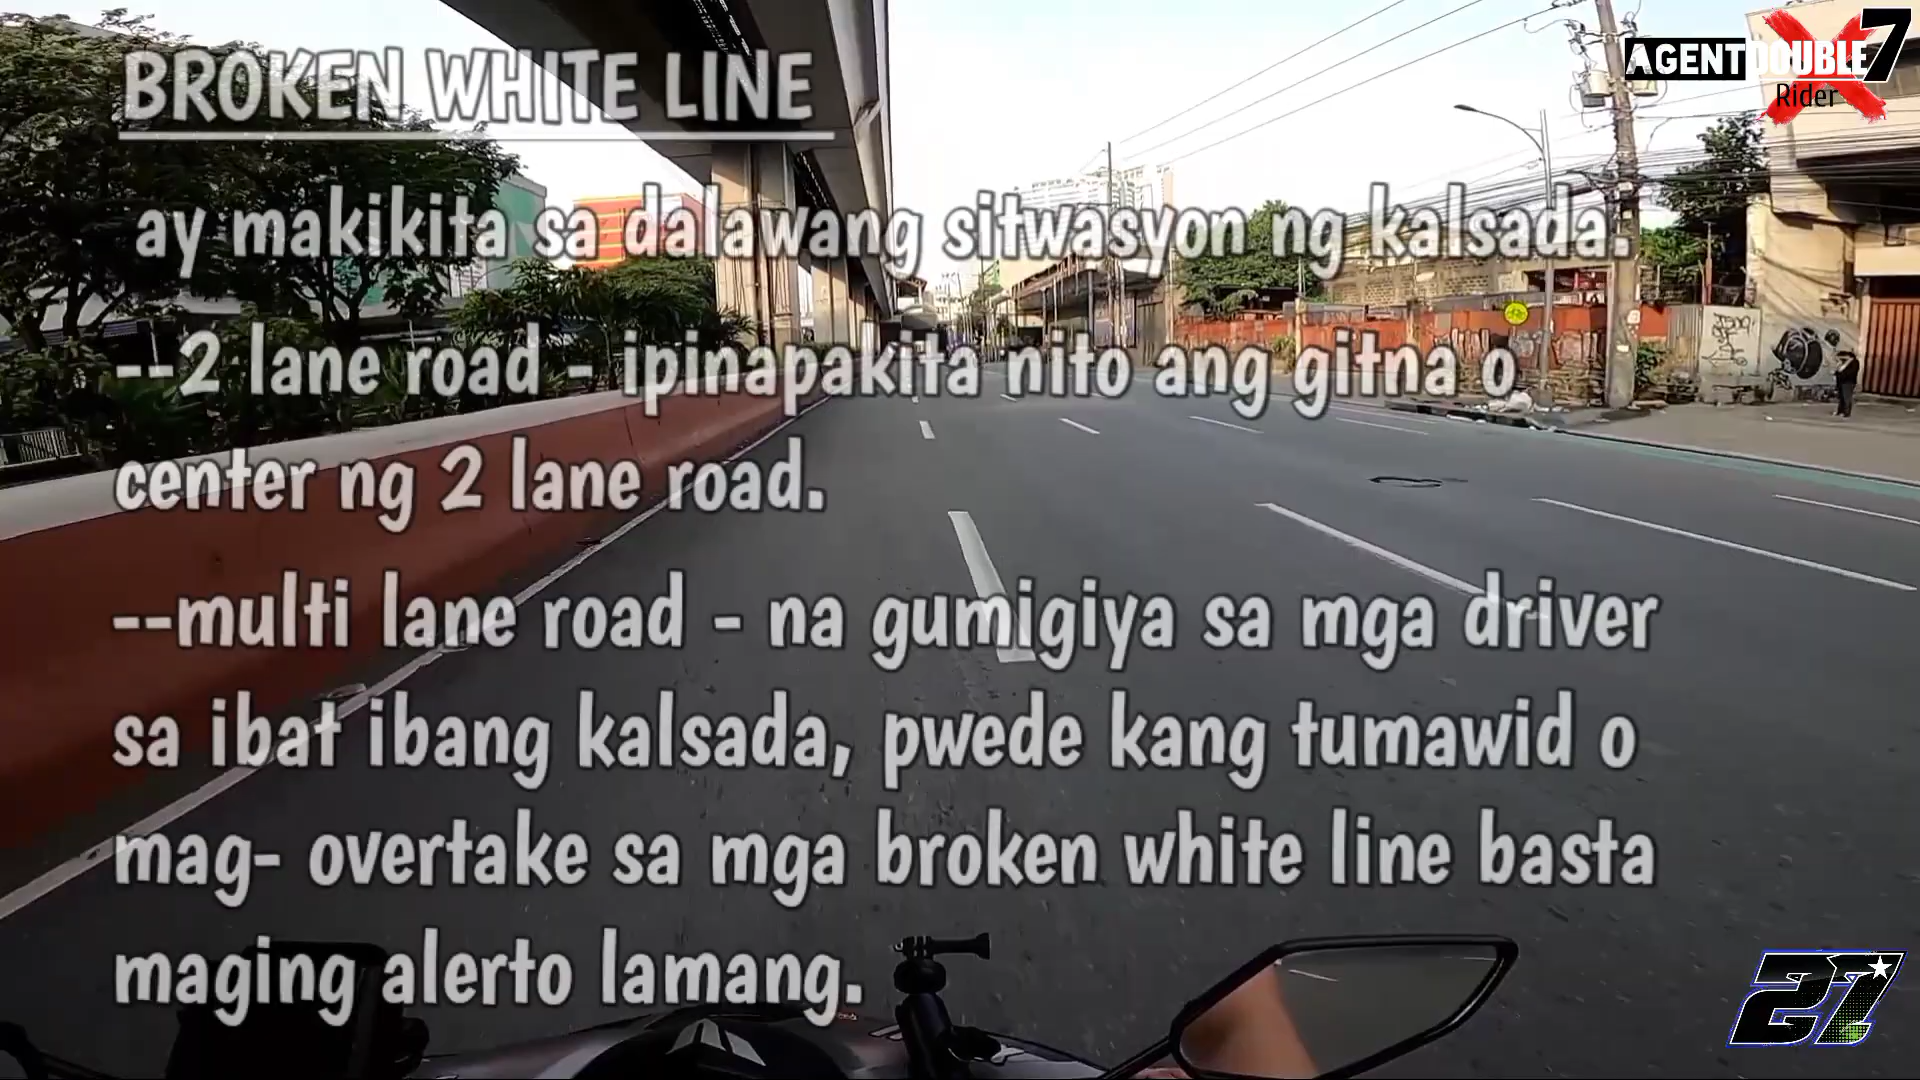 BROKEN WHITE LINE
ay makikita sa dalawang sitwasyon ng kalsada.
--2 lane road - ipinapakita nito ang gitna o
center ng 2 lane road.
--multi lane road - na gumigiya sa mga driver
sa ibat ibang kalsada, pwede kang tumawid o
mag- overtake sa mga broken white line basta
maging alerto lamang.
AGENT DOUBLE 7
Rider
27